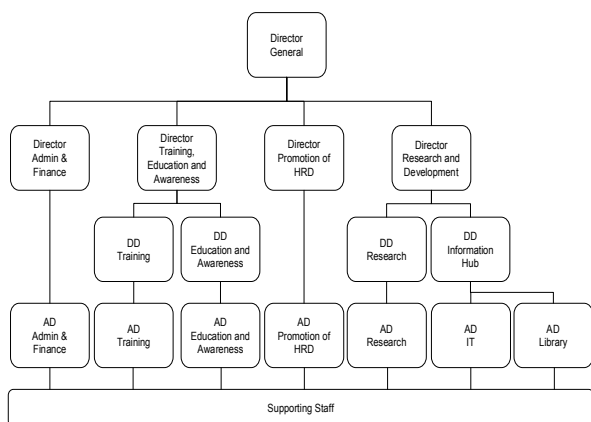 Director
General
Director
Admin &
Finance
Director
Training,
Education and
Awareness
Director
Promotion of
HRD
Director
Research and
Development
DD
Training
DD
Education and
Awareness
DD
Research
DD
Information
Hub
AD
Admin &
Finance
AD
Training
AD
Education and
Awareness
AD
Promotion of
HRD
AD
Research
AD
IT
AD
Library
Supporting Staff